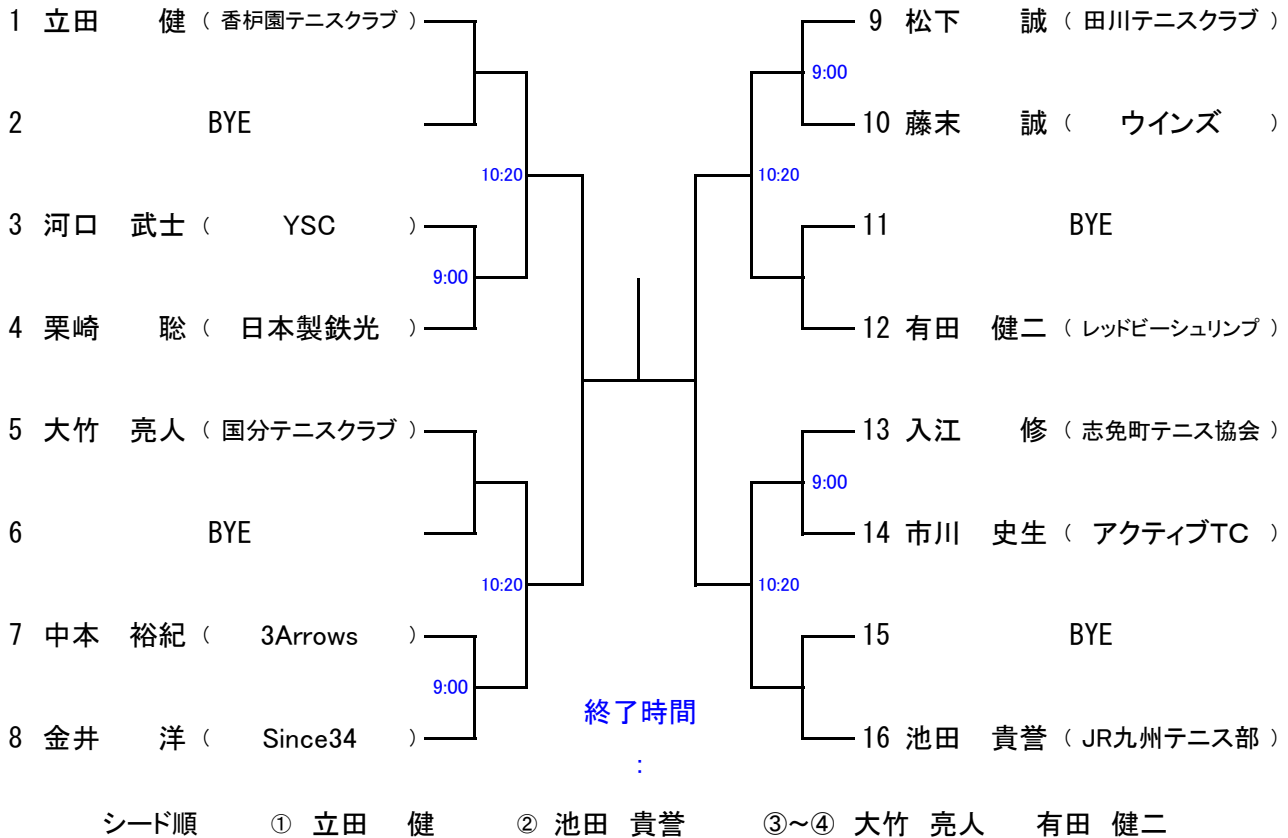 1 立田 健 ( 香枦園テニスクラブ )
2 BYE
10:20
3 河口 武士 ( YSC )
9:00
4 栗崎 聡 ( 日本製鉄光 )
5 大竹 亮人 ( 国分テニスクラブ )
6 BYE
10:20
7 中本 裕紀 ( 3Arrows )
9:00
8 金井 洋 ( Since34 )
9 松下 誠 ( 田川テニスクラブ )
9:00
10 藤末 誠 ( ウインズ )
10:20
11 BYE
12 有田 健二 ( レッドビーシュリンプ )
13 入江 修 ( 志免町テニス協会 )
9:00
14 市川 史生 ( アクティブTC )
10:20
15 BYE
16 池田 貴誉 ( JR九州テニス部 )
終了時間
:
シード順 ① 立田 健 ② 池田 貴誉 ③~④ 大竹 亮人 有田 健二